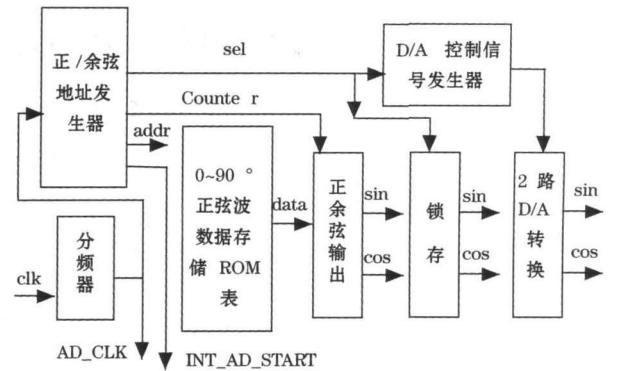 正/余弦
地址发
生器
sel
D/A 控制信
号发生器
Counte r
addr
0~90 °
正弦波
数据存
储 ROM
表
data
正
余
弦
输
出
sin
cos
锁
存
sin
cos
2 路
D/A
转
换
sin
cos
分
频
器
clk
AD_CLK
INT_AD_START